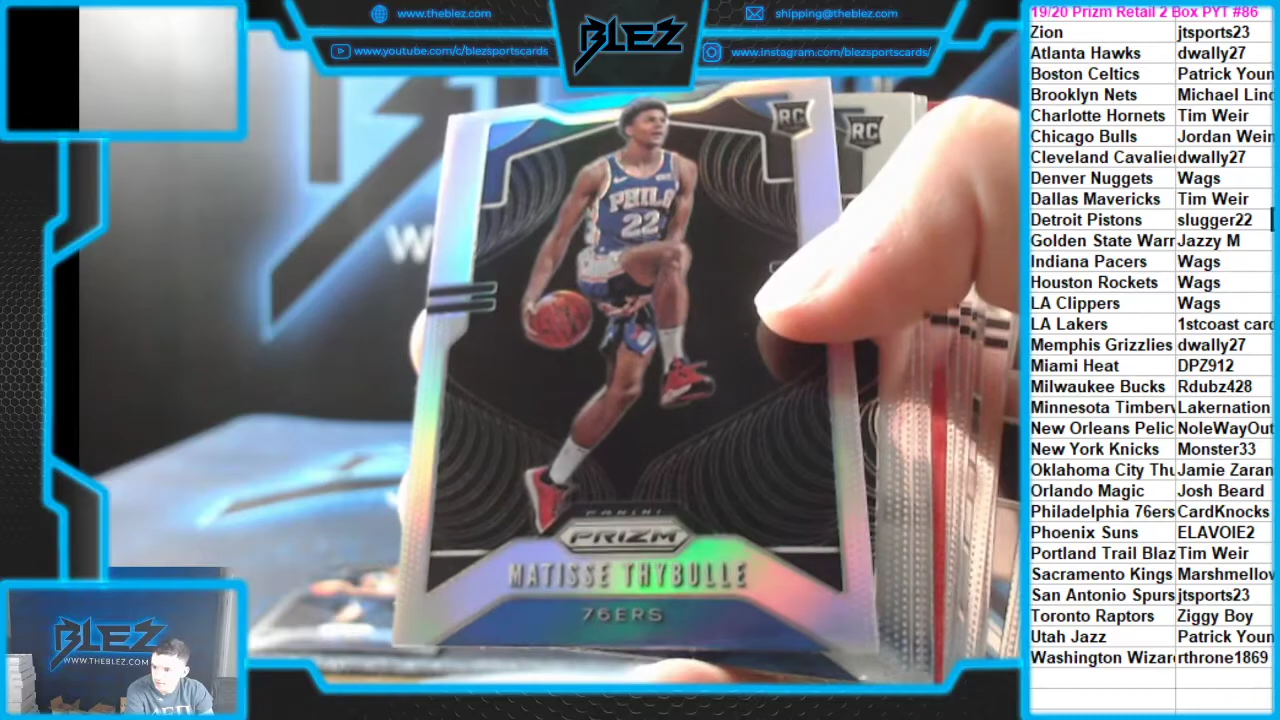 www.theblez.com
shipping@theblez.com
www.youtube.com/c/blezsportscards
www.instagram.com/blezsportscards/
BLEZ
RC
RC
PHILA
22
PANINI
PRIZM
MATISSE THYBULLE
76ERS
BLEZ
WWW.THEBLEZ.COM
19/20 Prizm Retail 2 Box PYT #86
Zion jtsports23
Atlanta Hawks dwally27
Boston Celtics Patrick Youn
Brooklyn Nets Michael Linc
Charlotte Hornets Tim Weir
Chicago Bulls Jordan Wein
Cleveland Cavalie dwally27
Denver Nuggets Wags
Dallas Mavericks Tim Weir
Detroit Pistons slugger22
Golden State Warr Jazzy M
Indiana Pacers Wags
Houston Rockets Wags
LA Clippers Wags
LA Lakers 1stcoast card
Memphis Grizzlies dwally27
Miami Heat DPZ912
Milwaukee Bucks Rdubz428
Minnesota Timberv Lakernation
New Orleans Pelic NoleWayOut
New York Knicks Monster33
Oklahoma City Thu Jamie Zaran
Orlando Magic Josh Beard
Philadelphia 76ers CardKnocks
Phoenix Suns ELAVOIE2
Portland Trail Blaz Tim Weir
Sacramento Kings Marshmellov
San Antonio Spurs jtsports23
Toronto Raptors Ziggy Boy
Utah Jazz Patrick Youn
Washington Wizar rthrone1869